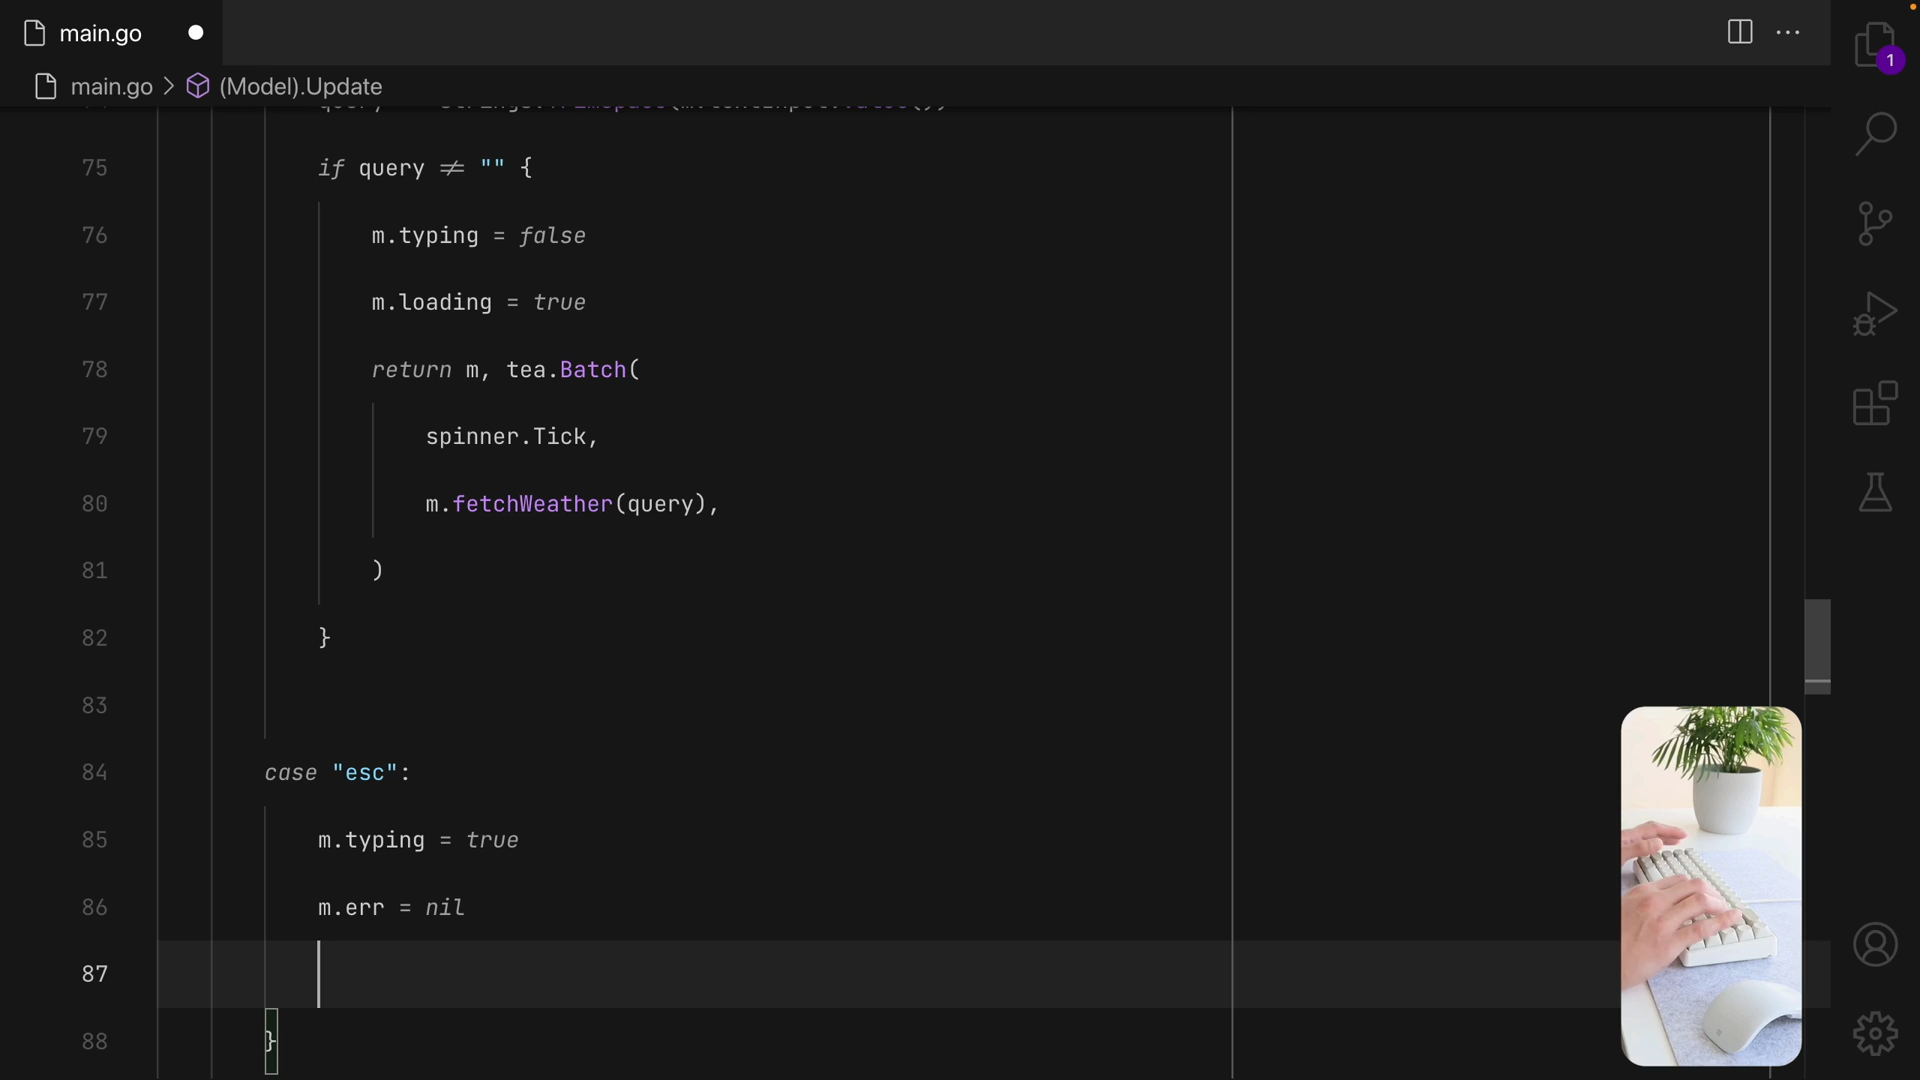 main.go
main.go > (Model).Update
1
75 if query ≠ "" {
76 m.typing = false
77 m.loading = true
78 return m, tea.Batch(
79 spinner.Tick,
80 m.fetchWeather(query),
81 )
82 }
83
84 case "esc":
85 m.typing = true
86 m.err = nil
87
88 }